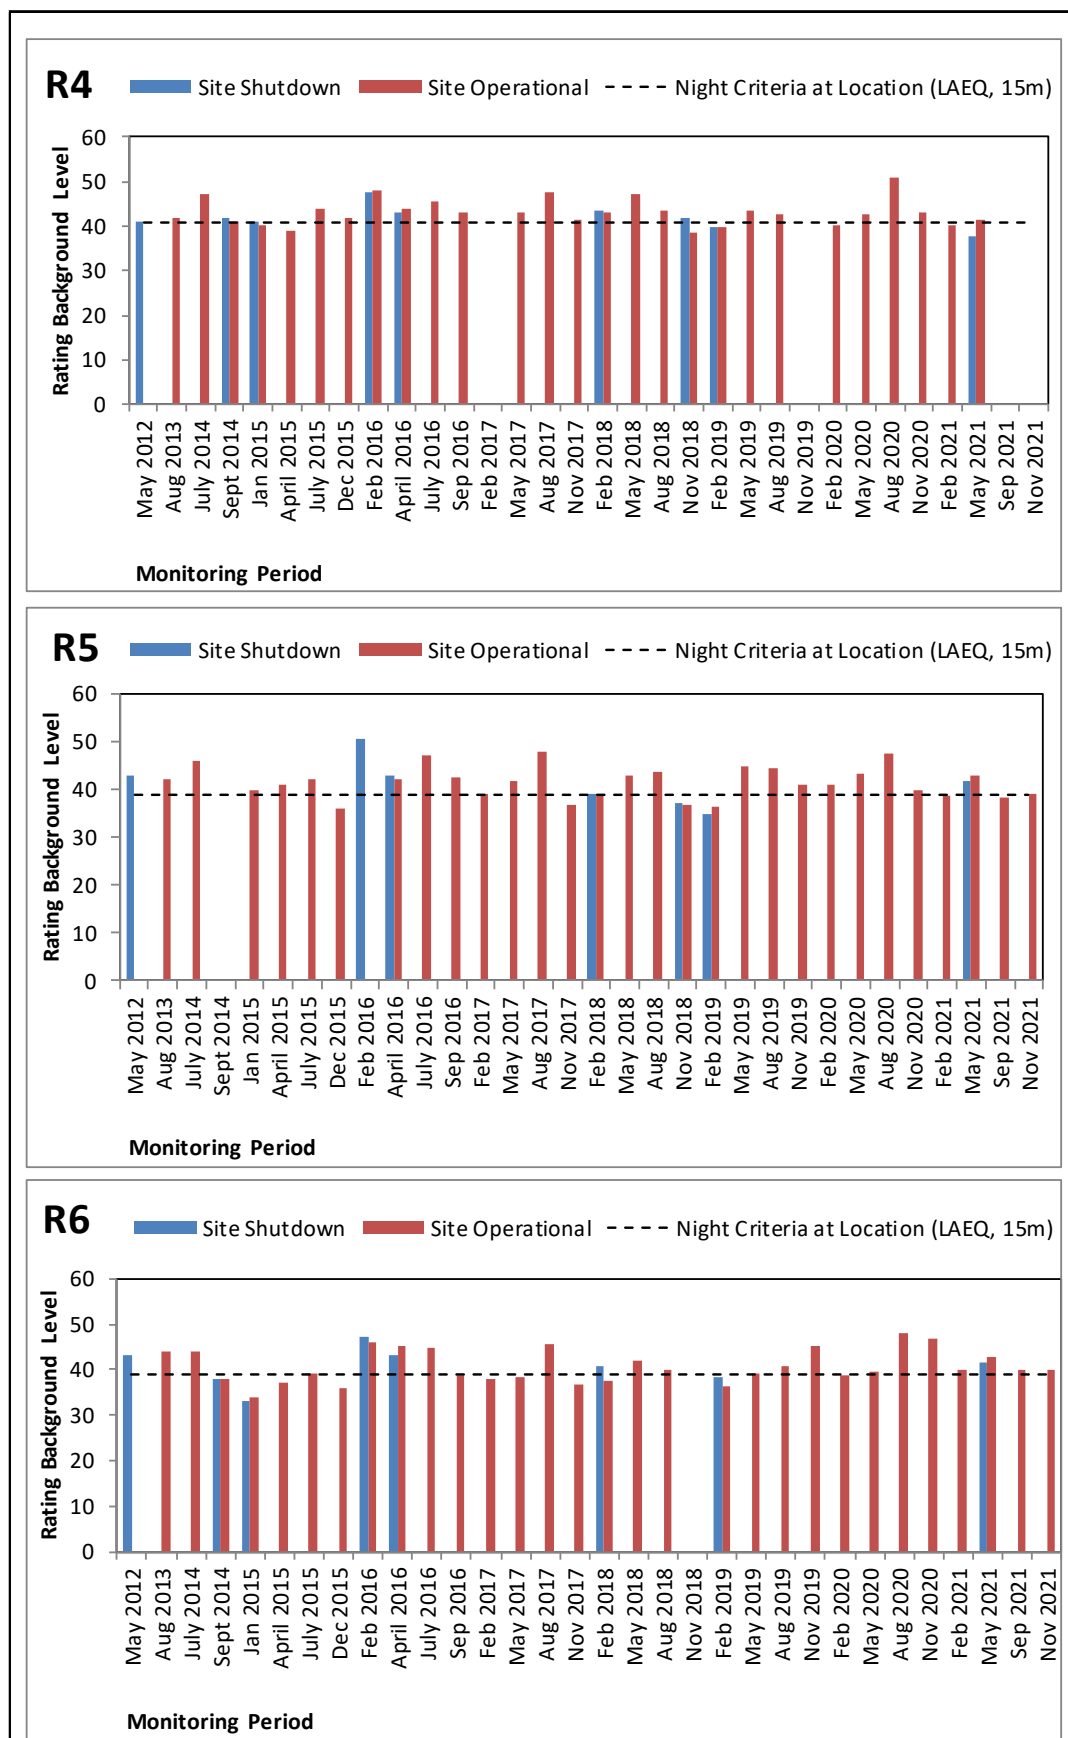 R4 Site Shutdown Site Operational Night Criteria at Location (LAEQ, 15m)
Rating Background Level
60
50
40
30
20
10
0
May 2012
Aug 2013
July 2014
Sept 2014
Jan 2015
April 2015
July 2015
Dec 2015
Feb 2016
April 2016
July 2016
Sep 2016
Feb 2017
May 2017
Aug 2017
Nov 2017
Feb 2018
May 2018
Aug 2018
Nov 2018
Feb 2019
May 2019
Aug 2019
Nov 2019
Feb 2020
May 2020
Aug 2020
Nov 2020
Feb 2021
May 2021
Sep 2021
Nov 2021
Monitoring Period
R5 Site Shutdown Site Operational Night Criteria at Location (LAEQ, 15m)
Rating Background Level
60
50
40
30
20
10
0
May 2012
Aug 2013
July 2014
Sept 2014
Jan 2015
April 2015
July 2015
Dec 2015
Feb 2016
April 2016
July 2016
Sep 2016
Feb 2017
May 2017
Aug 2017
Nov 2017
Feb 2018
May 2018
Aug 2018
Nov 2018
Feb 2019
May 2019
Aug 2019
Nov 2019
Feb 2020
May 2020
Aug 2020
Nov 2020
Feb 2021
May 2021
Sep 2021
Nov 2021
Monitoring Period
R6 Site Shutdown Site Operational Night Criteria at Location (LAEQ, 15m)
Rating Background Level
60
50
40
30
20
10
0
May 2012
Aug 2013
July 2014
Sept 2014
Jan 2015
April 2015
July 2015
Dec 2015
Feb 2016
April 2016
July 2016
Sep 2016
Feb 2017
May 2017
Aug 2017
Nov 2017
Feb 2018
May 2018
Aug 2018
Nov 2018
Feb 2019
May 2019
Aug 2019
Nov 2019
Feb 2020
May 2020
Aug 2020
Nov 2020
Feb 2021
May 2021
Sep 2021
Nov 2021
Monitoring Period